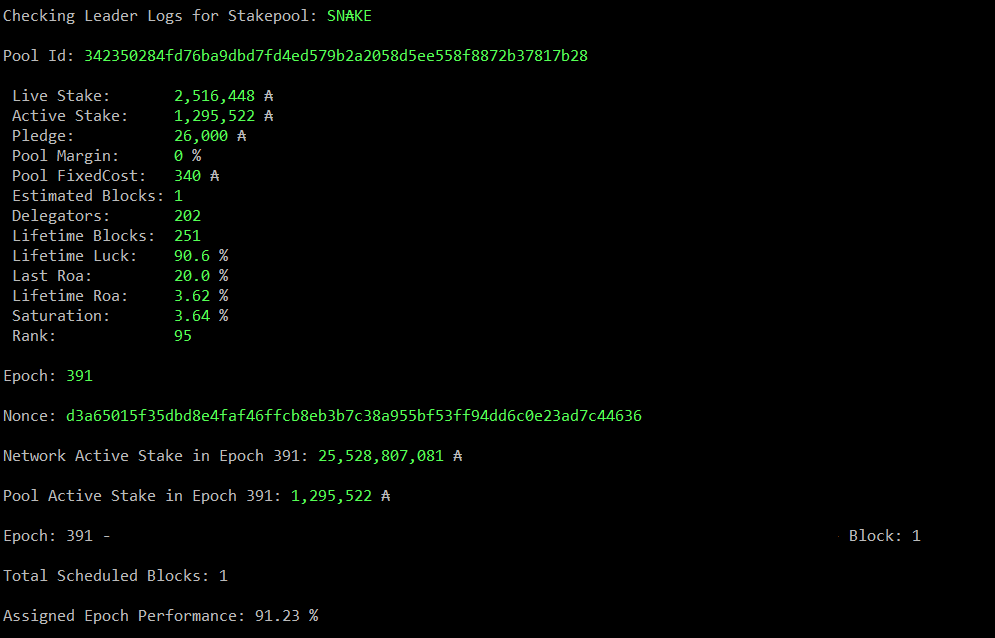 Checking Leader Logs for Stakepool: SN₳KE
Pool Id: 342350284fd76ba9dbd7fd4ed579b2a2058d5ee558f8872b37817b28
Live Stake: 2,516,448 ₳
Active Stake: 1,295,522 ₳
Pledge: 26,000 ₳
Pool Margin: 0 %
Pool FixedCost: 340 ₳
Estimated Blocks: 1
Delegators: 202
Lifetime Blocks: 251
Lifetime Luck: 90.6 %
Last Roa: 20.0 %
Lifetime Roa: 3.62 %
Saturation: 3.64 %
Rank: 95
Epoch: 391
Nonce: d3a65015f35dbd8e4faf46ffcb8eb3b7c38a955bf53ff94dd6c0e23ad7c44636
Network Active Stake in Epoch 391: 25,528,807,081 ₳
Pool Active Stake in Epoch 391: 1,295,522 ₳
Epoch: 391 - Block: 1
Total Scheduled Blocks: 1
Assigned Epoch Performance: 91.23 %